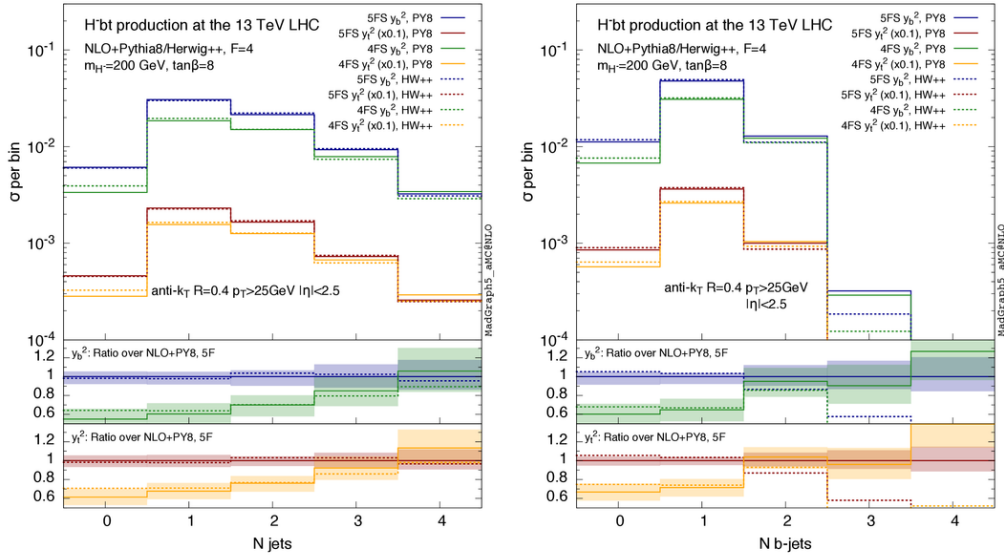 H⁻bt production at the 13 TeV LHC
NLO+Pythia8/Herwig++, F=4
m_H⁻=200 GeV, tanβ=8
5FS y_b², PY8
5FS y_t² (x0.1), PY8
4FS y_b², PY8
4FS y_t² (x0.1), PY8
5FS y_b², HW++
5FS y_t² (x0.1), HW++
4FS y_b², HW++
4FS y_t² (x0.1), HW++
σ per bin
10⁻¹
10⁻²
10⁻³
10⁻⁴
anti-k_T R=0.4 p_T>25GeV |η|<2.5
MadGraph5_aMC@NLO
y_b²: Ratio over NLO+PY8, 5F
1.2
1
0.8
0.6
y_t²: Ratio over NLO+PY8, 5F
1.2
1
0.8
0.6
0 1 2 3 4
N jets
H⁻bt production at the 13 TeV LHC
NLO+Pythia8/Herwig++, F=4
m_H⁻=200 GeV, tanβ=8
5FS y_b², PY8
5FS y_t² (x0.1), PY8
4FS y_b², PY8
4FS y_t² (x0.1), PY8
5FS y_b², HW++
5FS y_t² (x0.1), HW++
4FS y_b², HW++
4FS y_t² (x0.1), HW++
σ per bin
10⁻¹
10⁻²
10⁻³
10⁻⁴
anti-k_T R=0.4 p_T>25GeV
|η|<2.5
MadGraph5_aMC@NLO
y_b²: Ratio over NLO+PY8, 5F
1.2
1
0.8
0.6
y_t²: Ratio over NLO+PY8, 5F
1.2
1
0.8
0.6
0 1 2 3 4
N b-jets